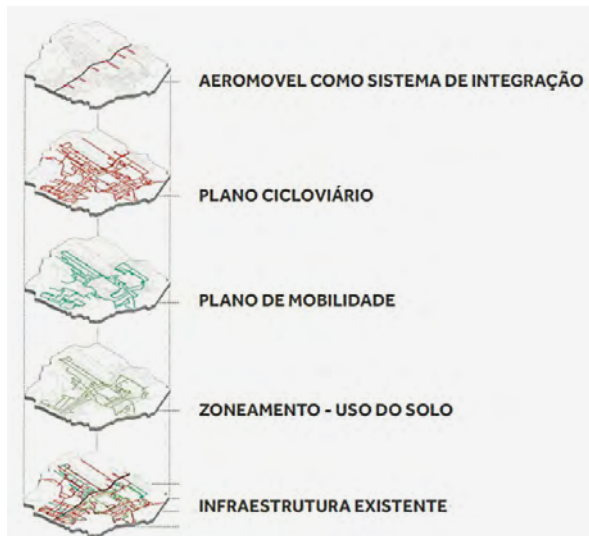 AEROMOVEL COMO SISTEMA DE INTEGRAÇÃO
PLANO CICLOVIÁRIO
PLANO DE MOBILIDADE
ZONEAMENTO - USO DO SOLO
INFRAESTRUTURA EXISTENTE